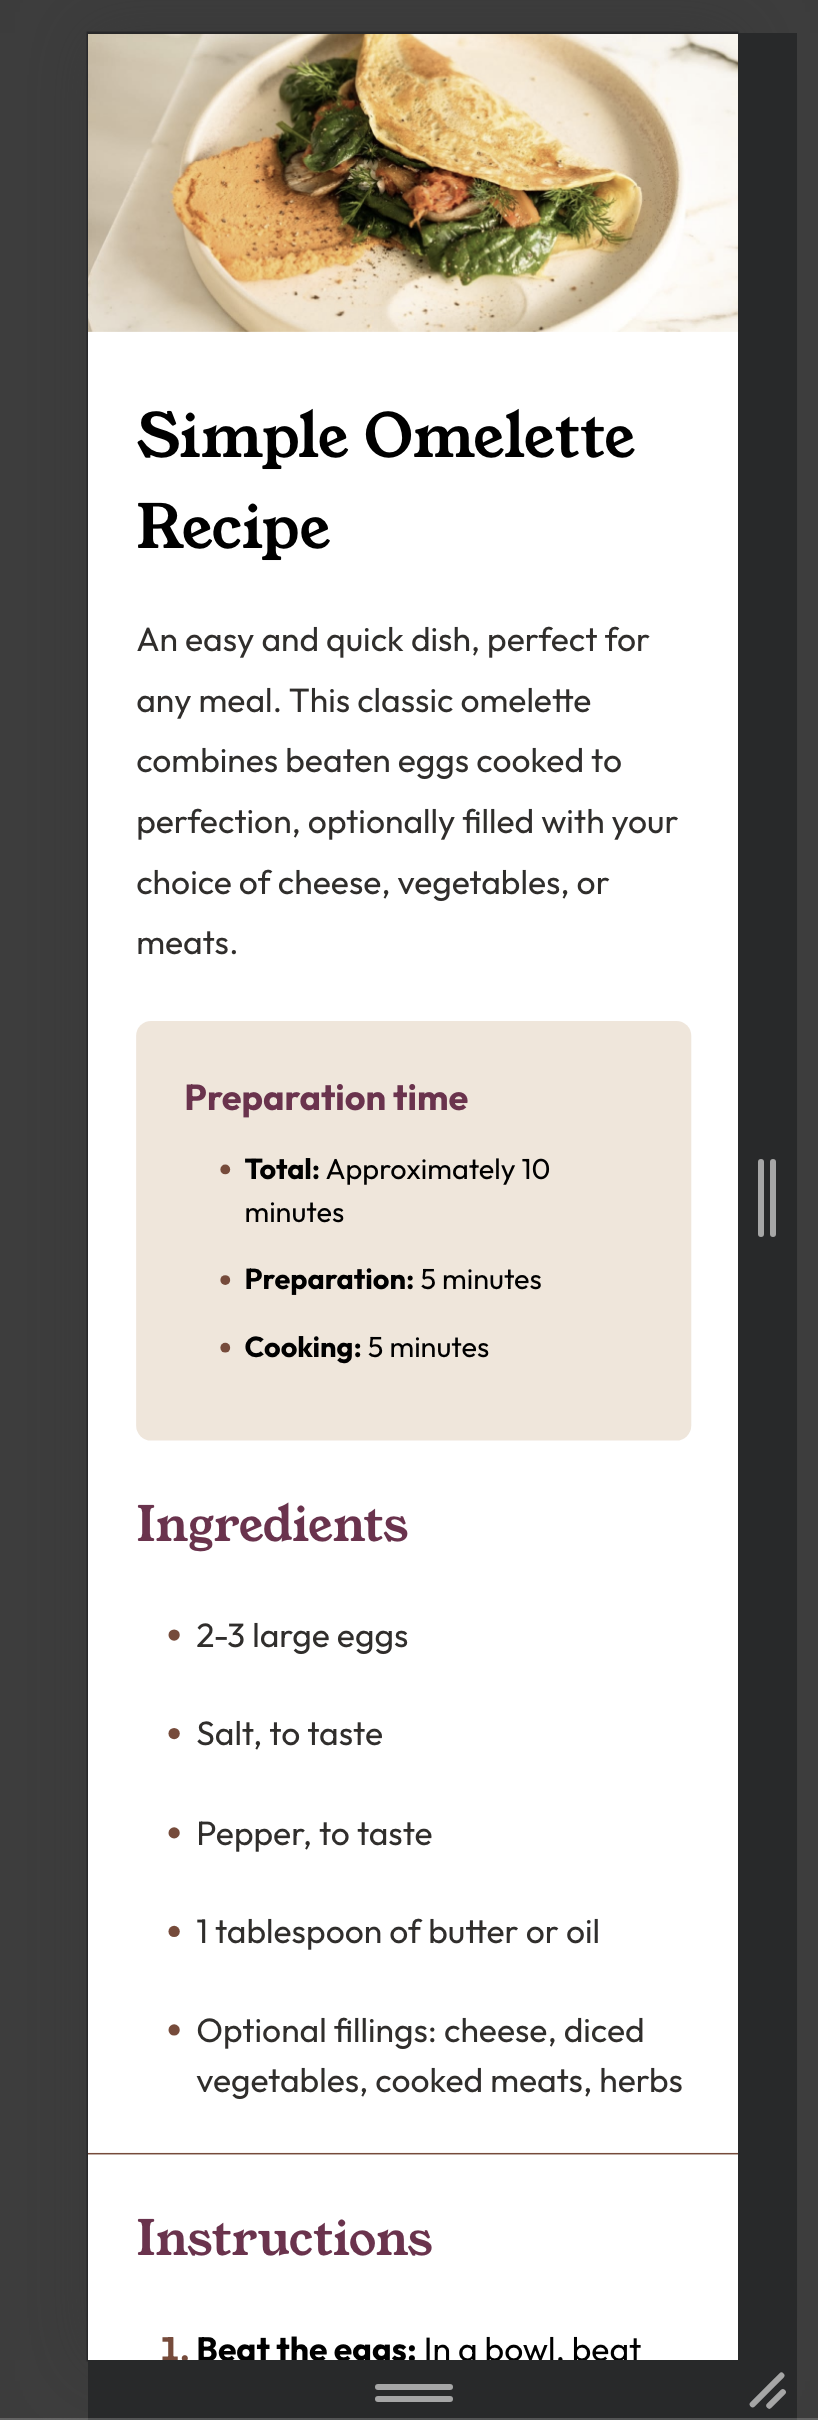 Simple Omelette
Recipe
An easy and quick dish, perfect for
any meal. This classic omelette
combines beaten eggs cooked to
perfection, optionally filled with your
choice of cheese, vegetables, or
meats.
Preparation time
• Total: Approximately 10
minutes
• Preparation: 5 minutes
• Cooking: 5 minutes
Ingredients
• 2-3 large eggs
• Salt, to taste
• Pepper, to taste
• 1 tablespoon of butter or oil
• Optional fillings: cheese, diced
vegetables, cooked meats, herbs
Instructions
1. Beat the eggs: In a bowl, beat